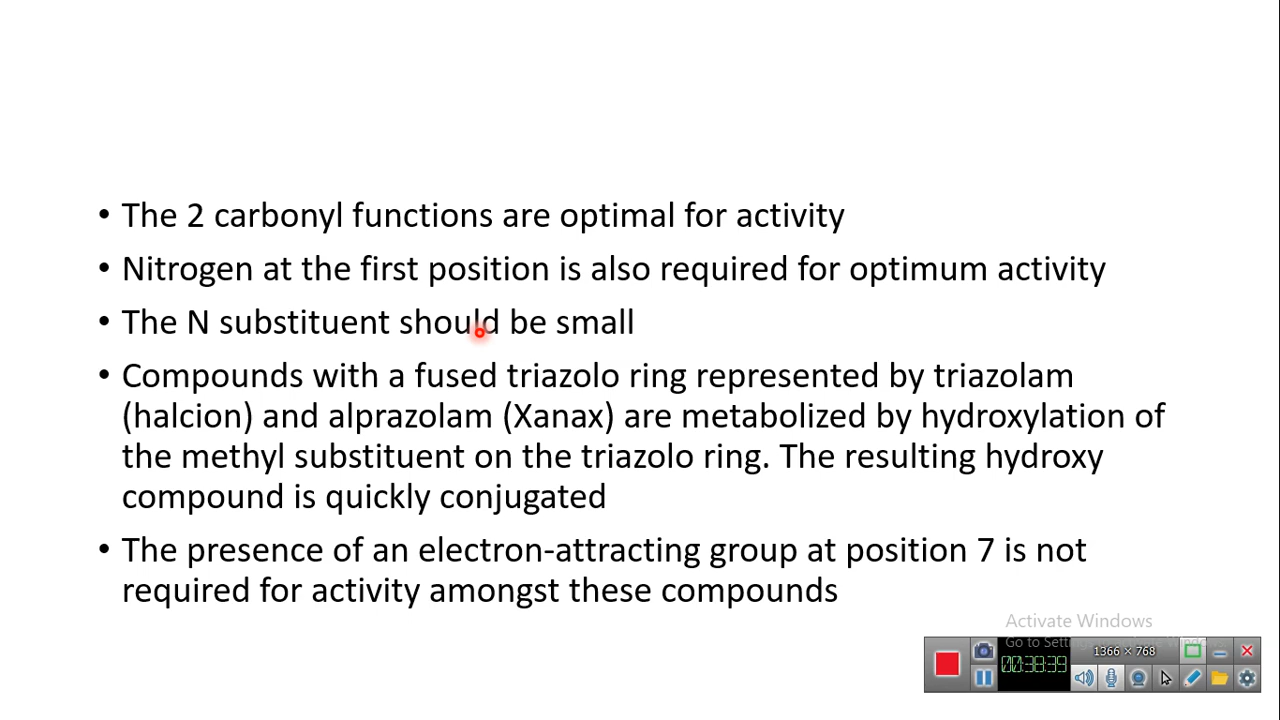 • The 2 carbonyl functions are optimal for activity
• Nitrogen at the first position is also required for optimum activity
• The N substituent should be small
• Compounds with a fused triazolo ring represented by triazolam
(halcion) and alprazolam (Xanax) are metabolized by hydroxylation of
the methyl substituent on the triazolo ring. The resulting hydroxy
compound is quickly conjugated
• The presence of an electron-attracting group at position 7 is not
required for activity amongst these compounds
Activate Windows
Go to Settings
1366 × 768
00:38:39